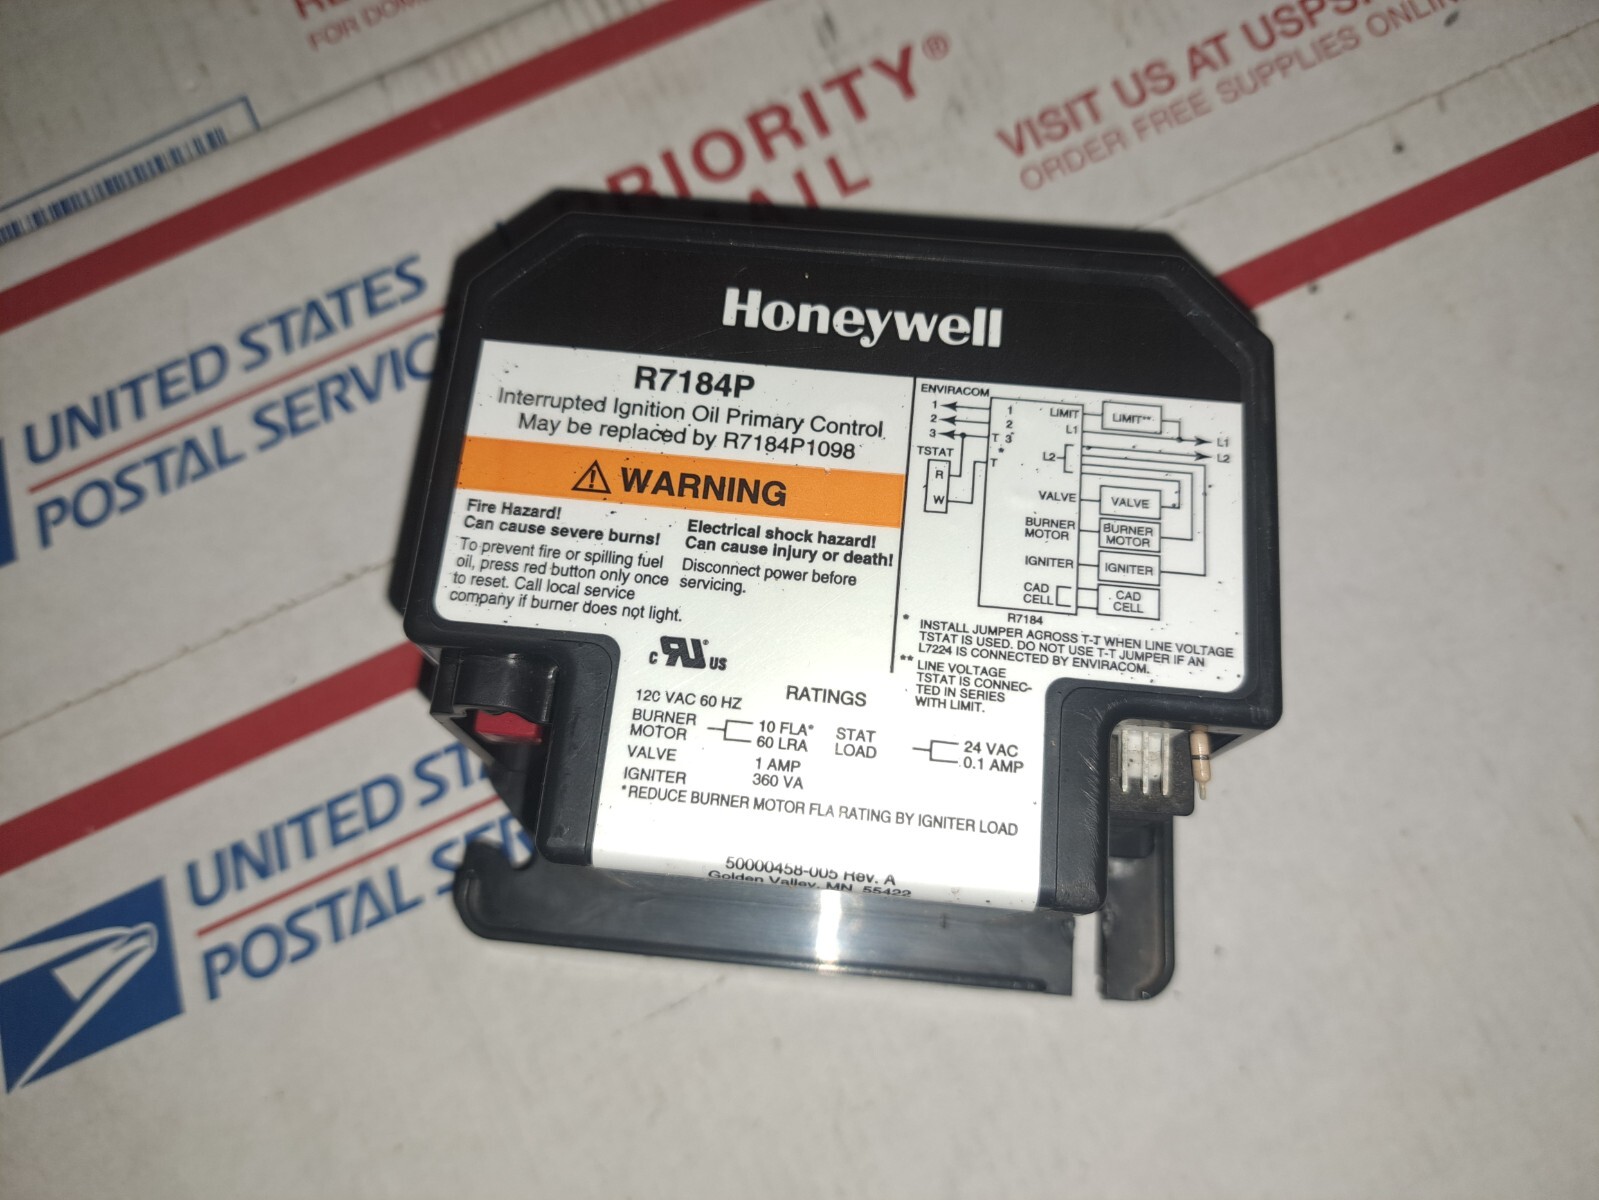 FOR DOM
PRIORITY®
AIL
VISIT US AT USPS
ORDER FREE SUPPLIES ONLIN
UNITED STATES
POSTAL SERVIC
Honeywell
R7184P
Interrupted Ignition Oil Primary Control
May be replaced by R7184P1098
⚠ WARNING
Fire Hazard!
Can cause severe burns!
To prevent fire or spilling fuel
oil, press red button only once
to reset. Call local service
company if burner does not light.
Electrical shock hazard!
Can cause injury or death!
Disconnect power before
servicing.
ENVIRACOM
1
2
3
1
2
T 3
*
T
TSTAT
R
W
LIMIT
LIMIT**
L1
L1
L2
L2
VALVE
VALVE
BURNER
MOTOR
BURNER
MOTOR
IGNITER
IGNITER
CAD
CELL
CAD
CELL
R7184
* INSTALL JUMPER ACROSS T-T WHEN LINE VOLTAGE
TSTAT IS USED. DO NOT USE T-T JUMPER IF AN
L7224 IS CONNECTED BY ENVIRACOM.
** LINE VOLTAGE
TSTAT IS CONNEC-
TED IN SERIES
WITH LIMIT.
c RU® US
RATINGS
120 VAC 60 HZ
BURNER
MOTOR
10 FLA*
60 LRA
VALVE 1 AMP
IGNITER 360 VA
STAT
LOAD
24 VAC
0.1 AMP
*REDUCE BURNER MOTOR FLA RATING BY IGNITER LOAD
50000458-005 Rev. A
Golden Valley, MN 55422
UNITED STA
POSTAL SE